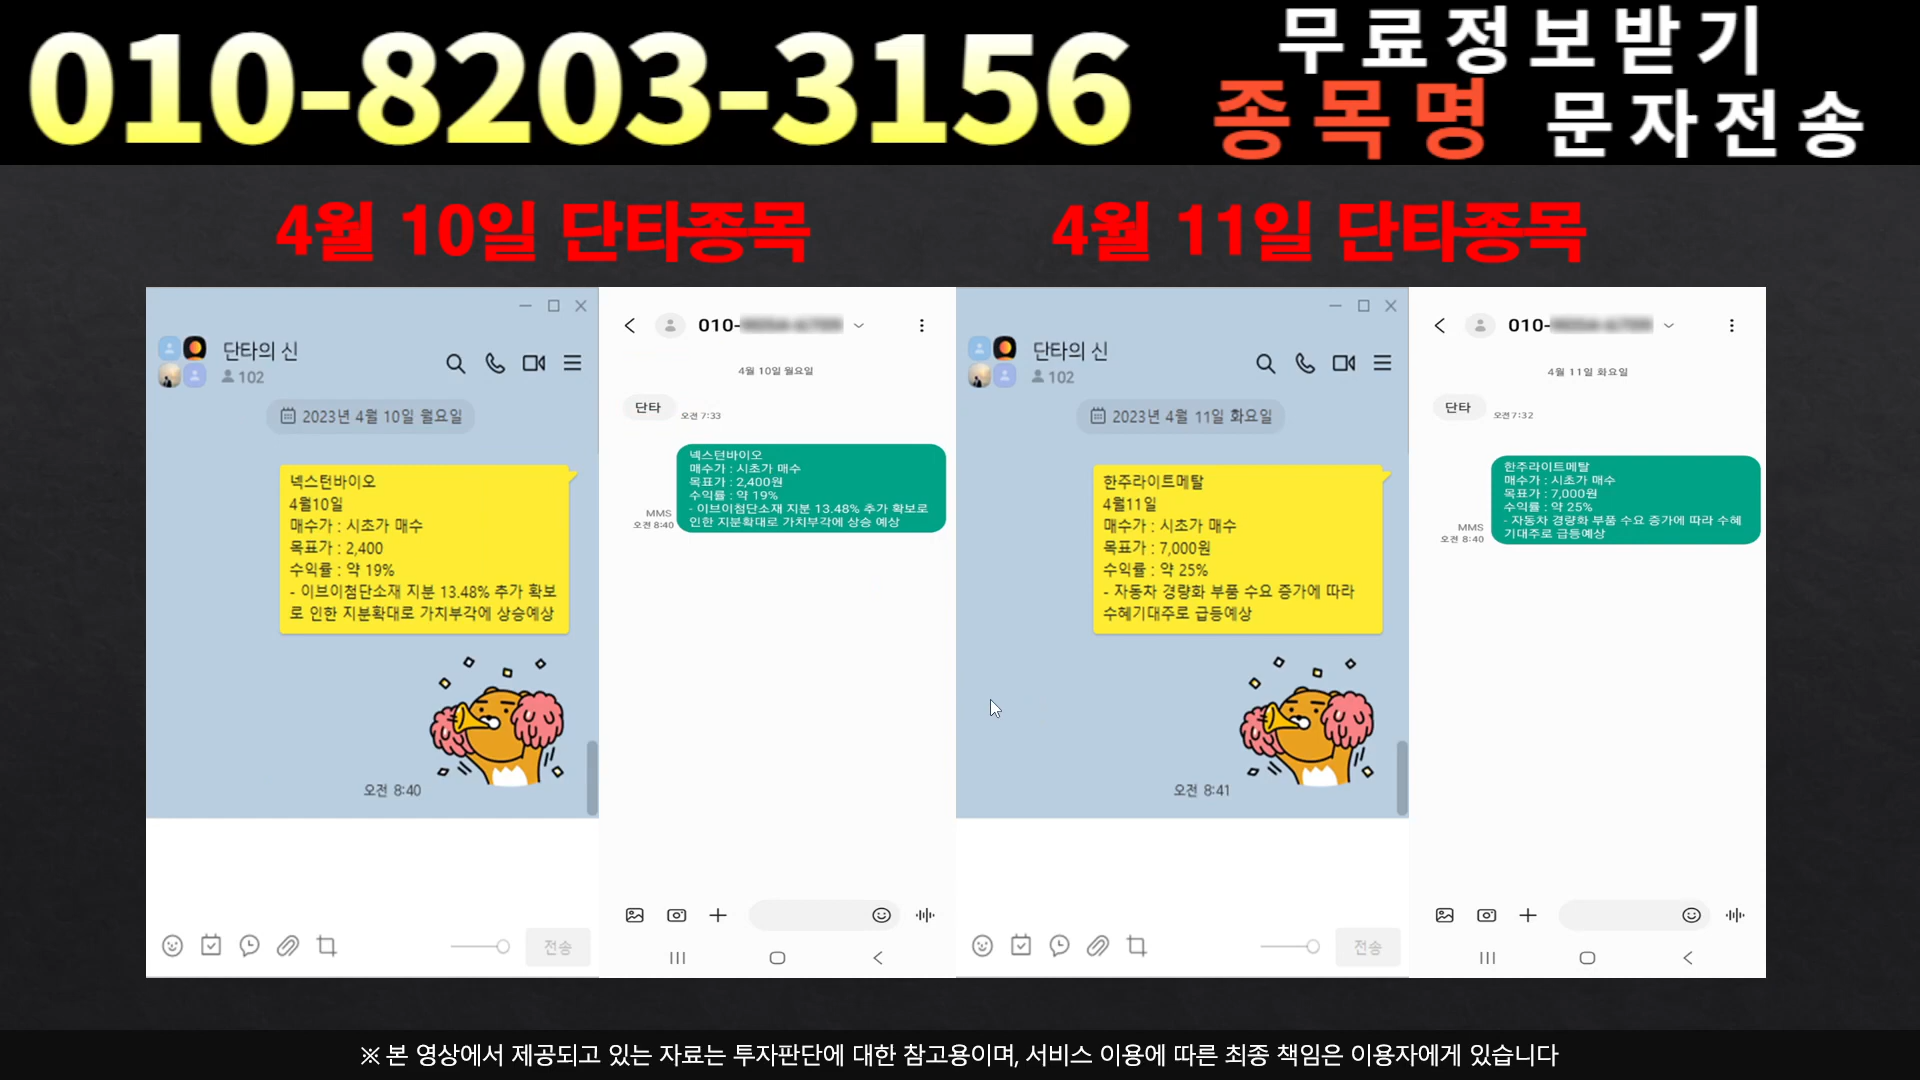 010-8203-3156
무료정보받기
종목명 문자전송
4월 10일 단타종목
4월 11일 단타종목
단타의 신
102
2023년 4월 10일 월요일
넥스턴바이오
4월10일
매수가 : 시초가 매수
목표가 : 2,400
수익률 : 약 19%
- 이브이첨단소재 지분 13.48% 추가 확보
로 인한 지분확대로 가치부각에 상승예상
오전 8:40
전송
010-
4월 10일 월요일
단타
오전 7:33
넥스턴바이오
매수가 : 시초가 매수
목표가 : 2,400원
수익률 : 약 19%
- 이브이첨단소재 지분 13.48% 추가 확보로
인한 지분확대로 가치부각에 상승 예상
MMS
오전 8:40
단타의 신
102
2023년 4월 11일 화요일
한주라이트메탈
4월11일
매수가 : 시초가 매수
목표가 : 7,000원
수익률 : 약 25%
- 자동차 경량화 부품 수요 증가에 따라
수혜기대주로 급등예상
오전 8:41
전송
010-
4월 11일 화요일
단타
오전 7:32
한주라이트메탈
매수가 : 시초가 매수
목표가 : 7,000원
수익률 : 약 25%
- 자동차 경량화 부품 수요 증가에 따라 수혜
기대주로 급등예상
MMS
오전 8:40
※ 본 영상에서 제공되고 있는 자료는 투자판단에 대한 참고용이며, 서비스 이용에 따른 최종 책임은 이용자에게 있습니다